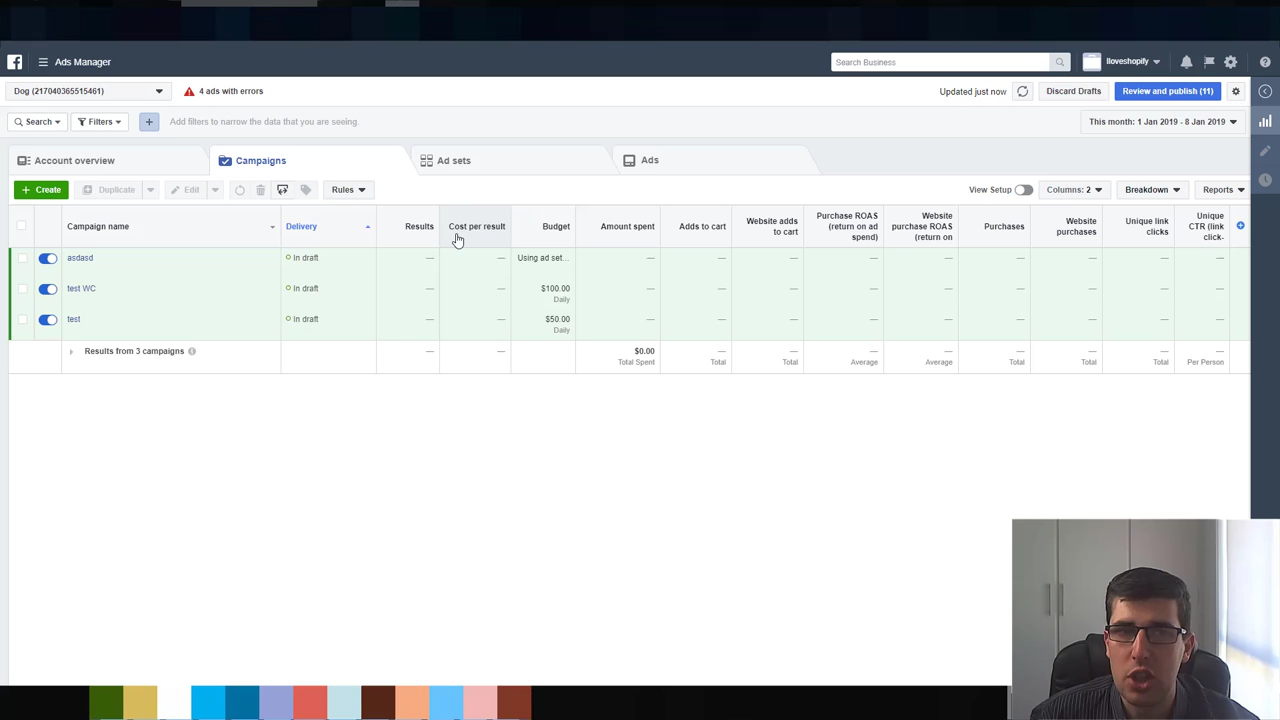 Ads Manager
Search Business
Iloveshopify
Dog (217040365515461)
4 ads with errors
Updated just now
Discard Drafts
Review and publish (11)
Search
Filters
Add filters to narrow the data that you are seeing.
This month: 1 Jan 2019 - 8 Jan 2019
Account overview
Campaigns
Ad sets
Ads
+ Create
Duplicate
Edit
Rules
View Setup
Columns: 2
Breakdown
Reports
Campaign name
Delivery
Results
Cost per result
Budget
Amount spent
Adds to cart
Website adds
to cart
Purchase ROAS
(return on ad
spend)
Website
purchase ROAS
(return on
Purchases
Website
purchases
Unique link
clicks
Unique
CTR (link
click-
asdasd
In draft
—
—
Using ad set...
—
—
—
—
—
—
—
—
—
test WC
In draft
—
—
$100.00
Daily
—
—
—
—
—
—
—
—
—
test
In draft
—
—
$50.00
Daily
—
—
—
—
—
—
—
—
—
Results from 3 campaigns
—
—
$0.00
Total Spent
—
Total
—
Total
—
Average
—
Average
—
Total
—
Total
—
Total
—
Per Person